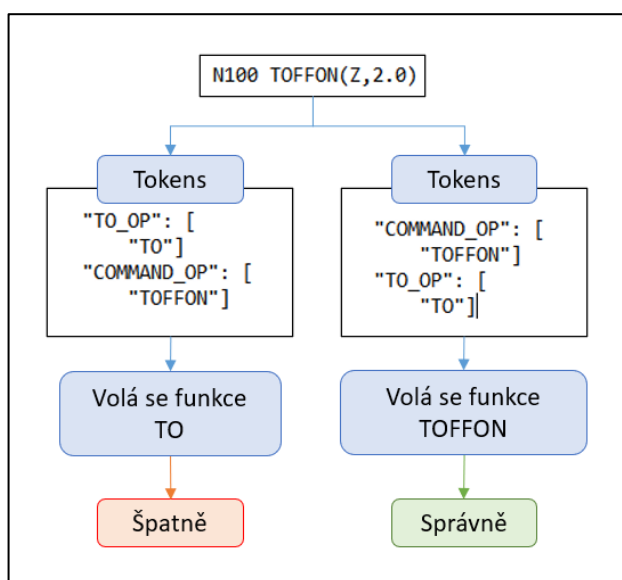 N100 TOFFON(Z,2.0)
Tokens
"TO_OP": [
"TO"]
"COMMAND_OP": [
"TOFFON"]
Volá se funkce
TO
Špatně
Tokens
"COMMAND_OP": [
"TOFFON"]
"TO_OP": [
"TO"]
Volá se funkce
TOFFON
Správně